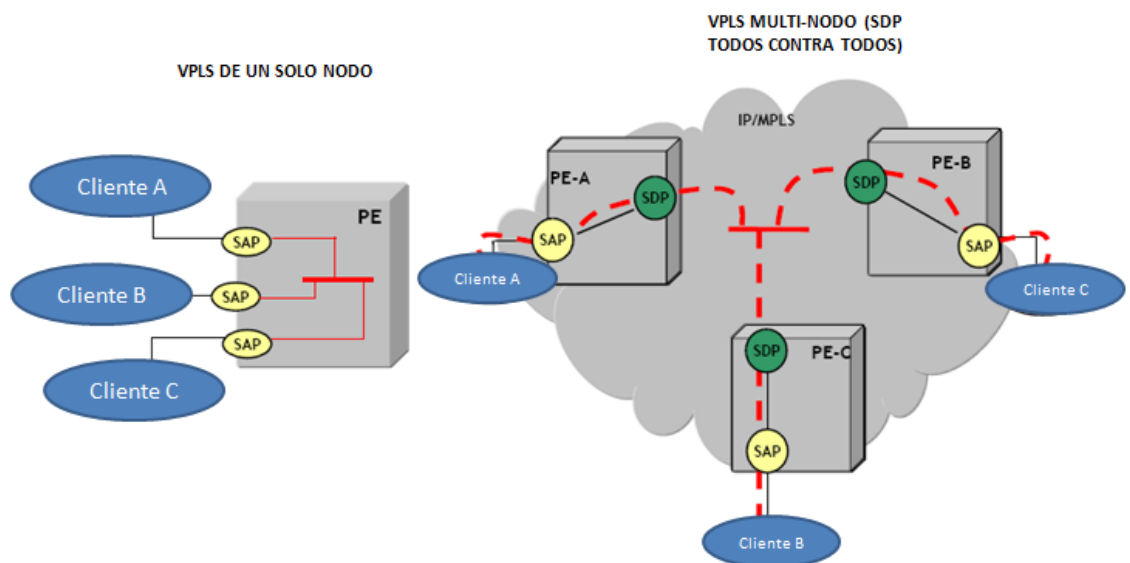 VPLS DE UN SOLO NODO
Cliente A
Cliente B
Cliente C
SAP
SAP
SAP
PE
VPLS MULTI-NODO (SDP
TODOS CONTRA TODOS)
IP/MPLS
PE-A
SDP
SAP
Cliente A
PE-B
SDP
SAP
Cliente C
SDP
PE-C
SAP
Cliente B